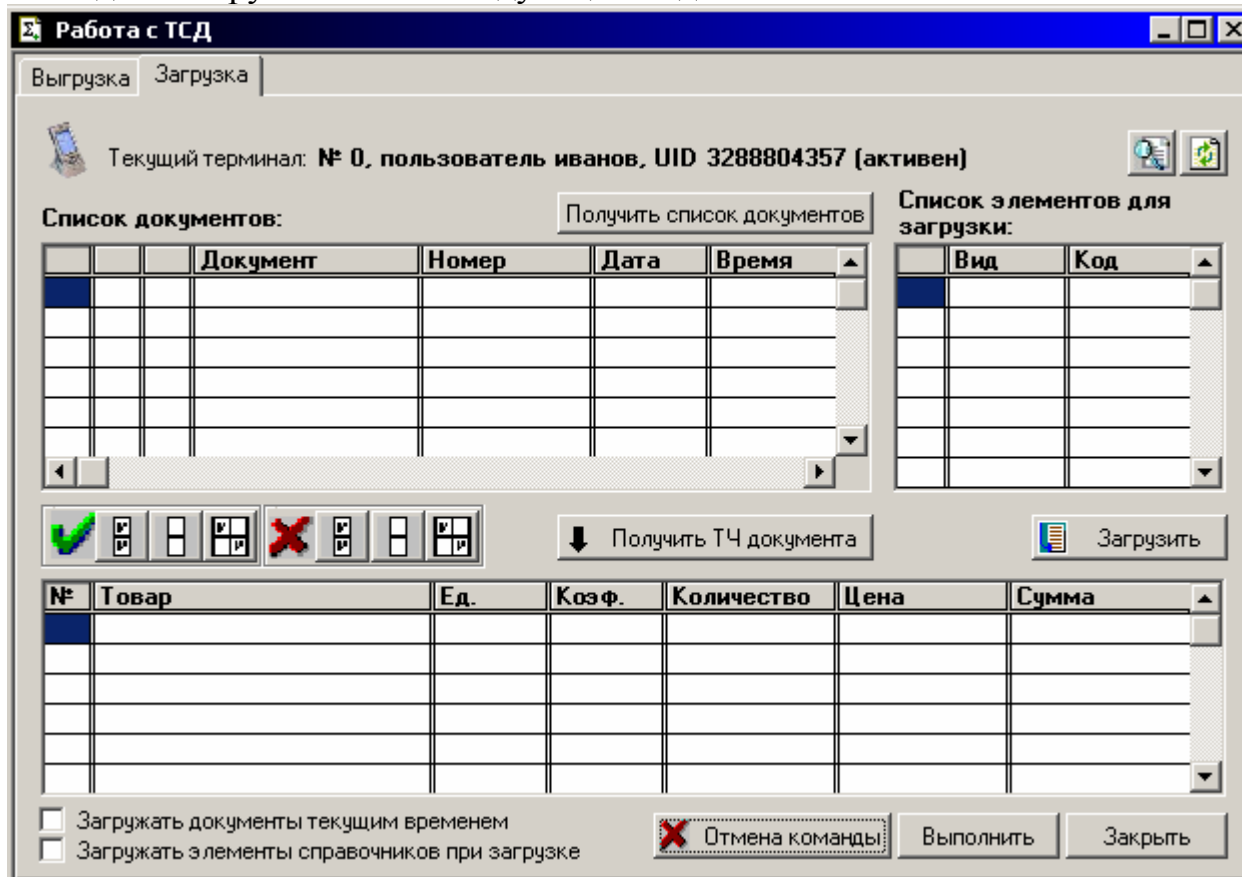 Работа с ТСД
Выгрузка Загрузка
Текущий терминал: № 0, пользователь иванов, UID 3288804357 (активен)
Список документов:
Получить список документов
Список элементов для
загрузки:
Документ Номер Дата Время
Вид Код
Получить ТЧ документа
Загрузить
№ Товар Ед. Коэф. Количество Цена Сумма
Загружать документы текущим временем
Загружать элементы справочников при загрузке
Отмена команды Выполнить Закрыть